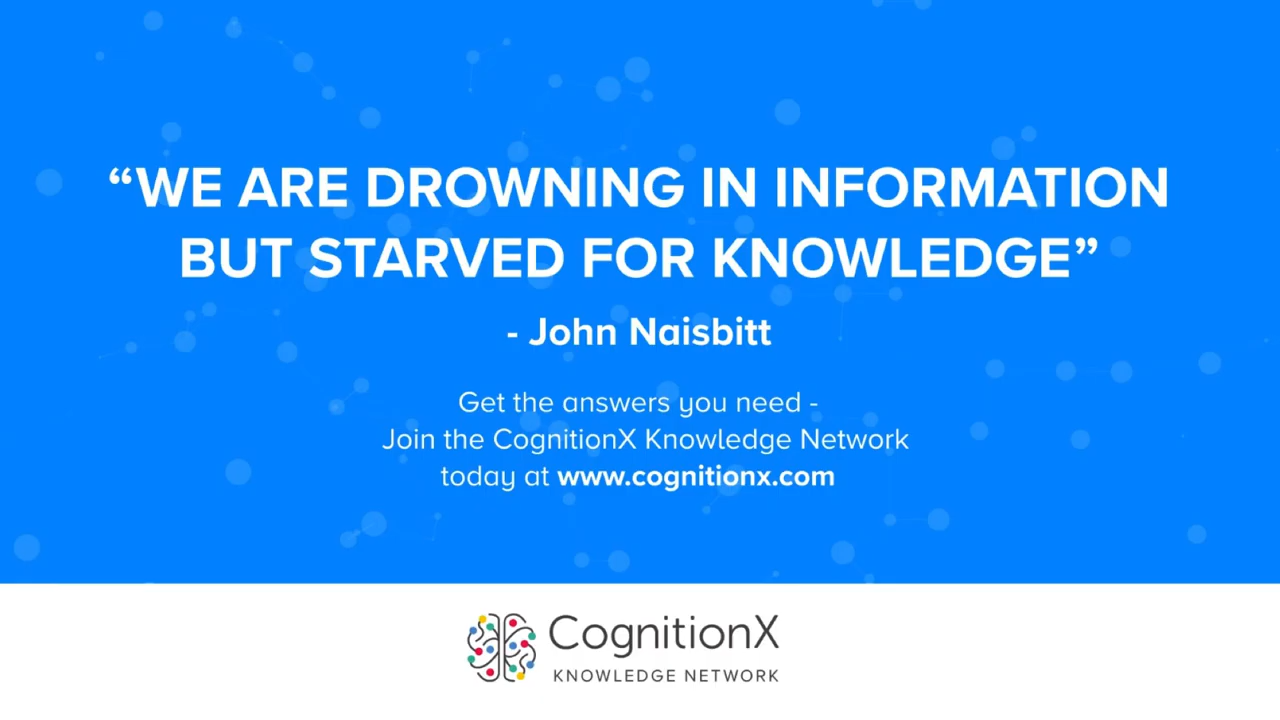 “WE ARE DROWNING IN INFORMATION
BUT STARVED FOR KNOWLEDGE”
- John Naisbitt
Get the answers you need -
Join the CognitionX Knowledge Network
today at www.cognitionx.com
CognitionX
KNOWLEDGE NETWORK